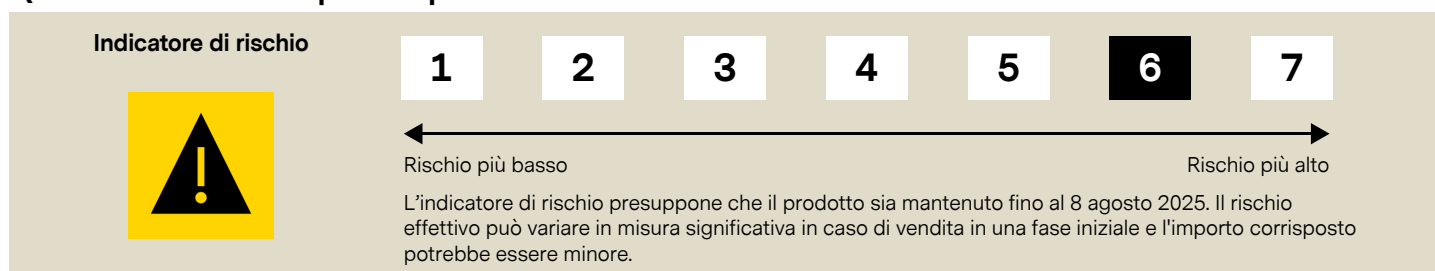 Indicatore di rischio
1 2 3 4 5 6 7
Rischio più basso Rischio più alto
L'indicatore di rischio presuppone che il prodotto sia mantenuto fino al 8 agosto 2025. Il rischio
effettivo può variare in misura significativa in caso di vendita in una fase iniziale e l'importo corrisposto
potrebbe essere minore.